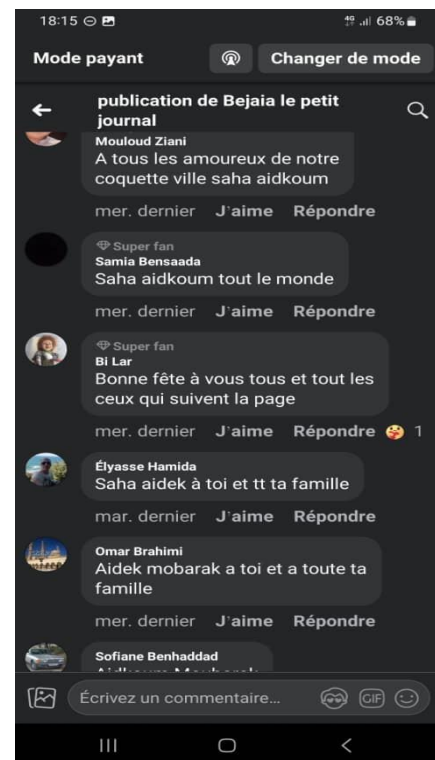 18:15
4G 68%
Mode payant
Changer de mode
publication de Bejaia le petit
journal
Mouloud Ziani
A tous les amoureux de notre
coquette ville saha aidkoum
mer. dernier J'aime Répondre
Super fan
Samia Bensaada
Saha aidkoum tout le monde
mer. dernier J'aime Répondre
Super fan
Bi Lar
Bonne fête à vous tous et tout les
ceux qui suivent la page
mer. dernier J'aime Répondre 1
Élyasse Hamida
Saha aidek à toi et tt ta famille
mar. dernier J'aime Répondre
Omar Brahimi
Aidek mobarak a toi et a toute ta
famille
mer. dernier J'aime Répondre
Sofiane Benhaddad
Écrivez un commentaire...
GIF